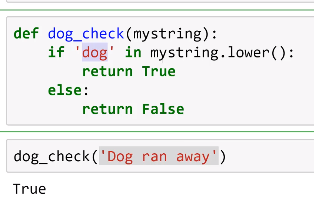 def dog_check(mystring):
    if 'dog' in mystring.lower():
        return True
    else:
        return False
dog_check('Dog ran away')
True